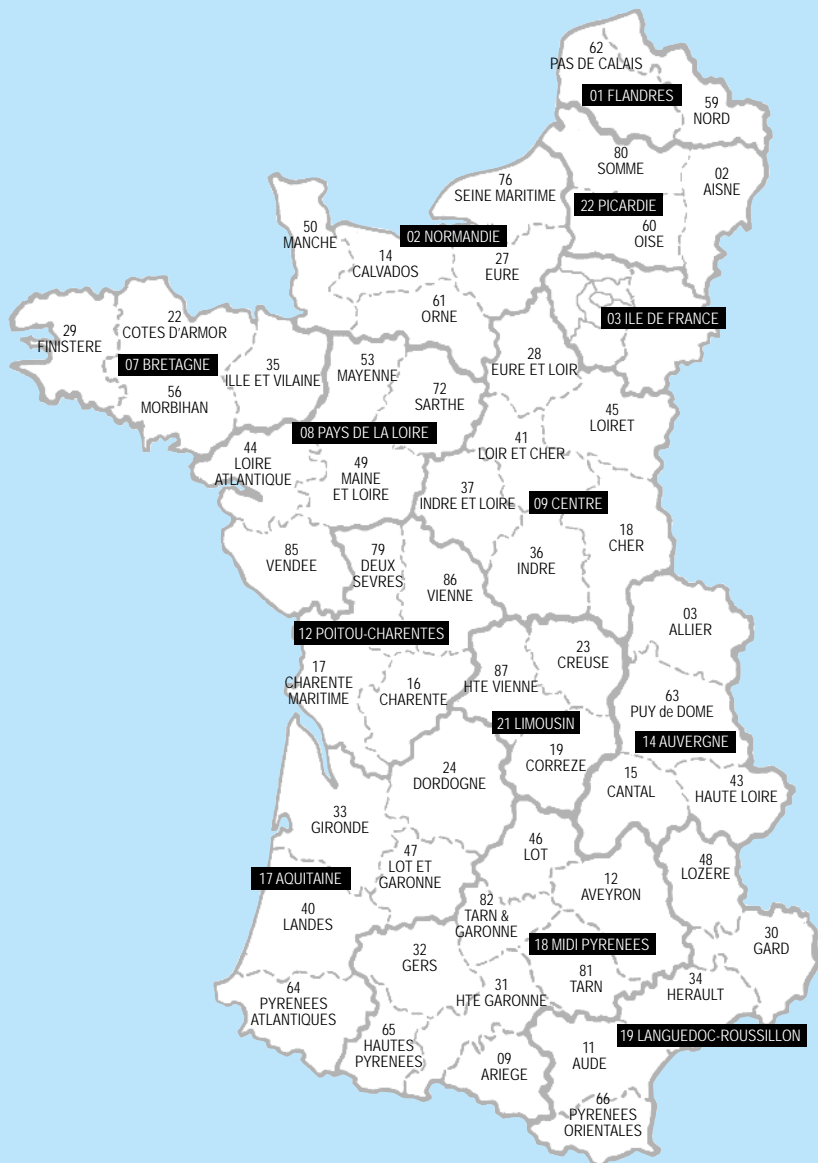 62
PAS DE CALAIS
01 FLANDRES
59
NORD
80
SOMME
02
AISNE
76
SEINE MARITIME
22 PICARDIE
60
OISE
50
MANCHE
02 NORMANDIE
14
CALVADOS
27
EURE
61
ORNE
03 ILE DE FRANCE
22
COTES D'ARMOR
29
FINISTERE
07 BRETAGNE
35
ILLE ET VILAINE
56
MORBIHAN
53
MAYENNE
72
SARTHE
28
EURE ET LOIR
45
LOIRET
08 PAYS DE LA LOIRE
41
LOIR ET CHER
44
LOIRE
ATLANTIQUE
49
MAINE
ET LOIRE
37
INDRE ET LOIRE
09 CENTRE
18
CHER
85
VENDEE
79
DEUX
SEVRES
86
VIENNE
36
INDRE
03
ALLIER
12 POITOU-CHARENTES
23
CREUSE
87
HTE VIENNE
17
CHARENTE
MARITIME
16
CHARENTE
63
PUY de DOME
21 LIMOUSIN
14 AUVERGNE
19
CORREZE
24
DORDOGNE
15
CANTAL
43
HAUTE LOIRE
33
GIRONDE
46
LOT
47
LOT ET
GARONNE
48
LOZERE
12
AVEYRON
17 AQUITAINE
82
TARN &
GARONNE
40
LANDES
30
GARD
18 MIDI PYRENEES
32
GERS
81
TARN
34
HERAULT
31
HTE GARONNE
64
PYRENEES
ATLANTIQUES
65
HAUTES
PYRENEES
19 LANGUEDOC-ROUSSILLON
11
AUDE
09
ARIEGE
66
PYRENEES
ORIENTALES